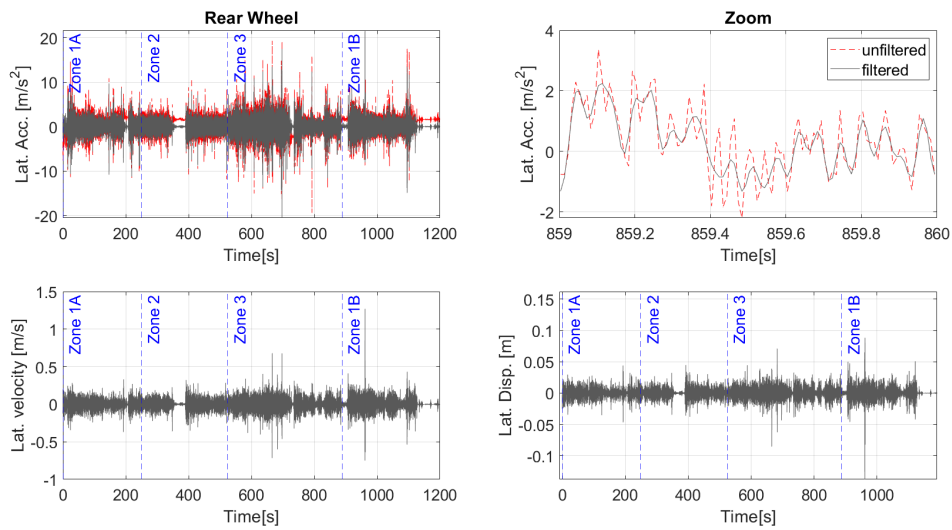 Rear Wheel
Lat. Acc. [m/s²]
20
10
0
-10
-20
Zone 1A
Zone 2
Zone 3
Zone 1B
0
200
400
600
800
1000
1200
Time[s]
Zoom
Lat. Acc. [m/s²]
4
2
0
-2
unfiltered
filtered
859
859.2
859.4
859.6
859.8
860
Time[s]
Lat. velocity [m/s]
1.5
1
0.5
0
-0.5
-1
Zone 1A
Zone 2
Zone 3
Zone 1B
0
200
400
600
800
1000
1200
Time[s]
Lat. Disp. [m]
0.15
0.1
0.05
0.00
-0.05
-0.1
Zone 1A
Zone 2
Zone 3
Zone 1B
0
200
400
600
800
1000
Time[s]